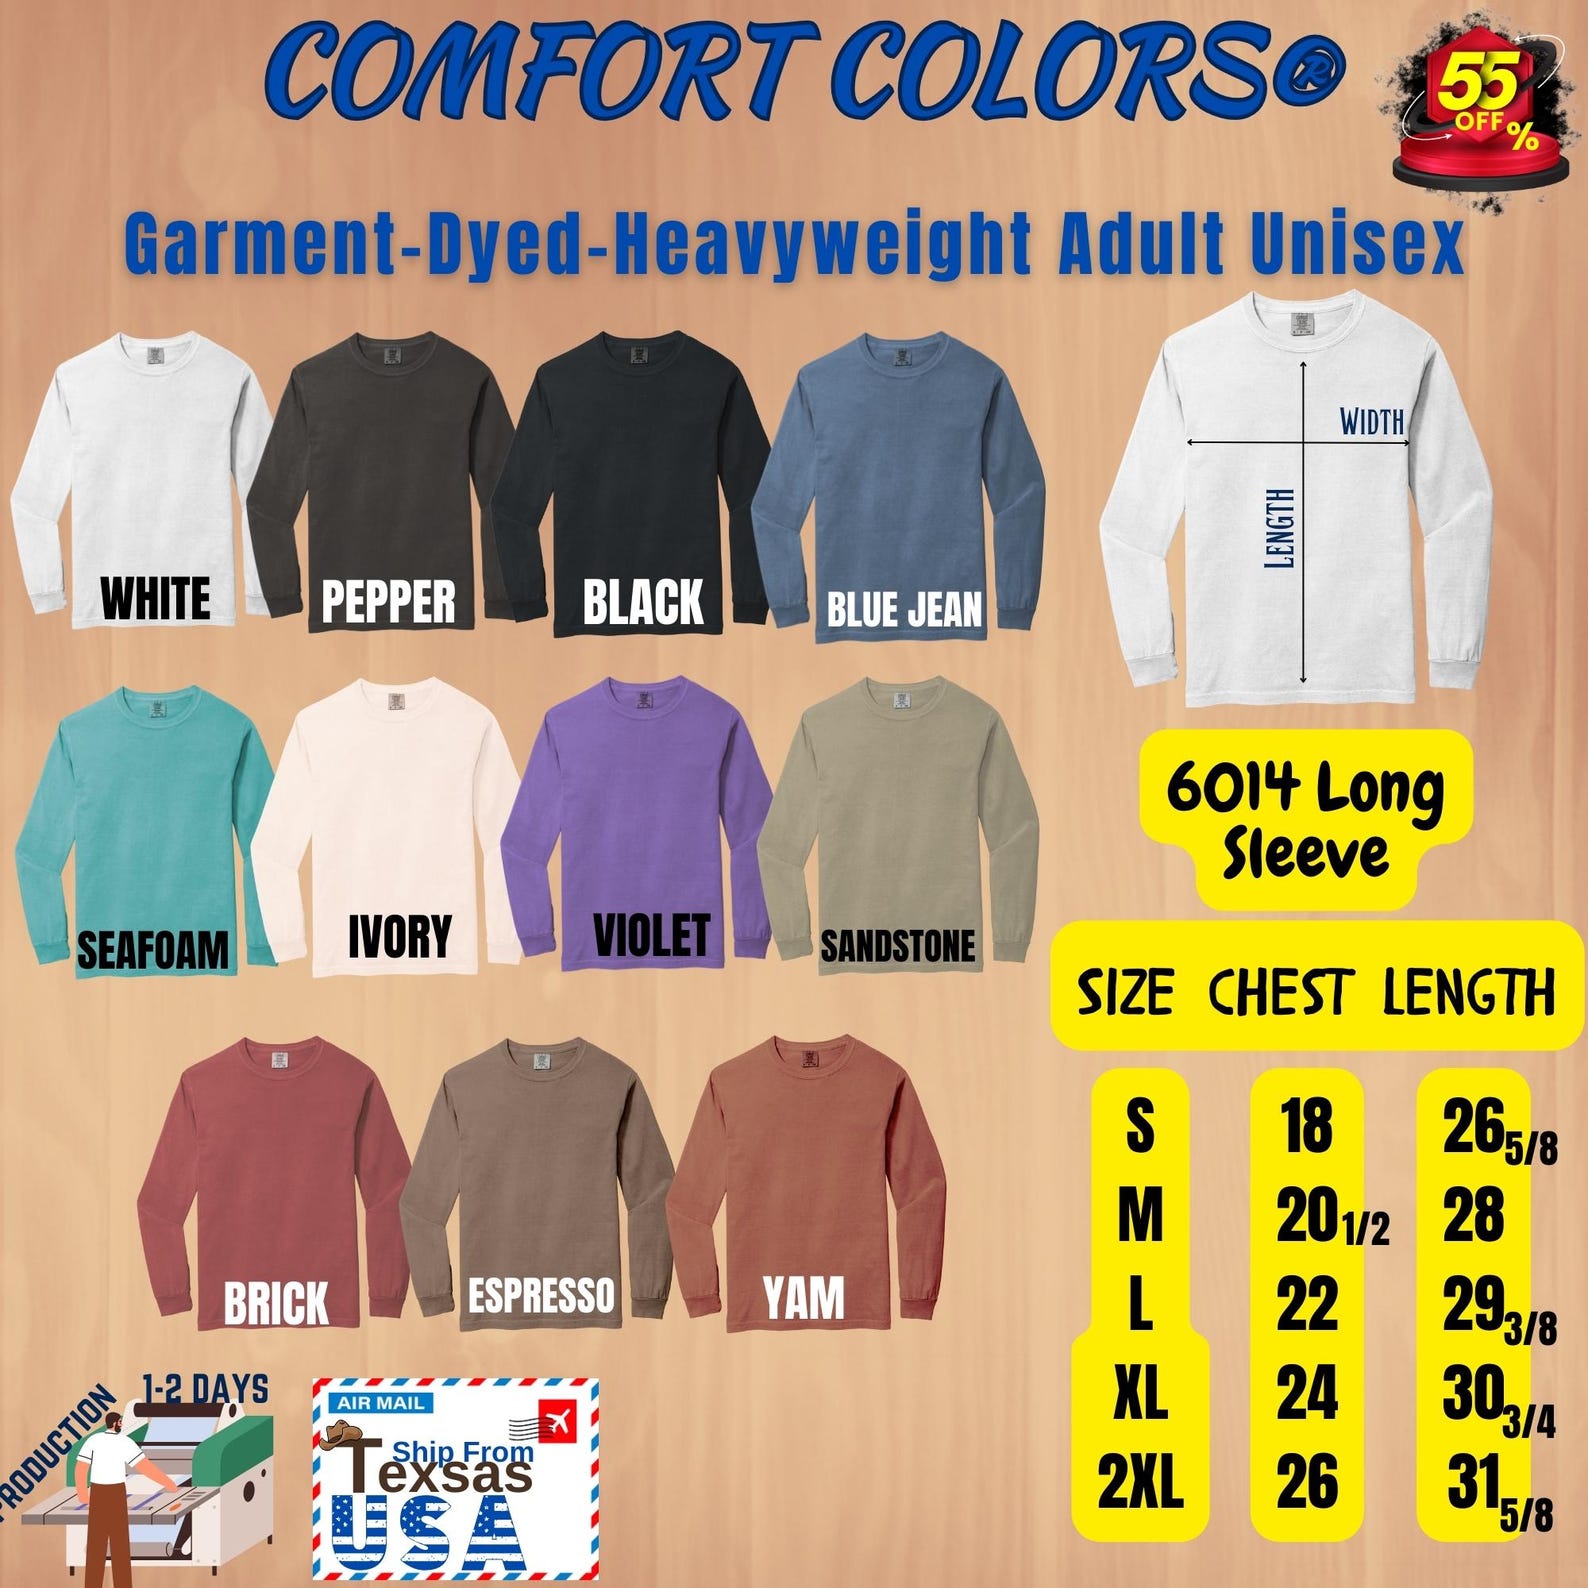 COMFORT COLORS®
55
OFF %
Garment-Dyed-Heavyweight Adult Unisex
WHITE
PEPPER
BLACK
BLUE JEAN
WIDTH
LENGTH
SEAFOAM
IVORY
VIOLET
SANDSTONE
6014 Long
Sleeve
SIZE CHEST LENGTH
S 18 26 5/8
M 20 1/2 28
L 22 29 3/8
XL 24 30 3/4
2XL 26 31 5/8
BRICK
ESPRESSO
YAM
PRODUCTION
1-2 DAYS
AIR MAIL
Ship From
Texsas
USA